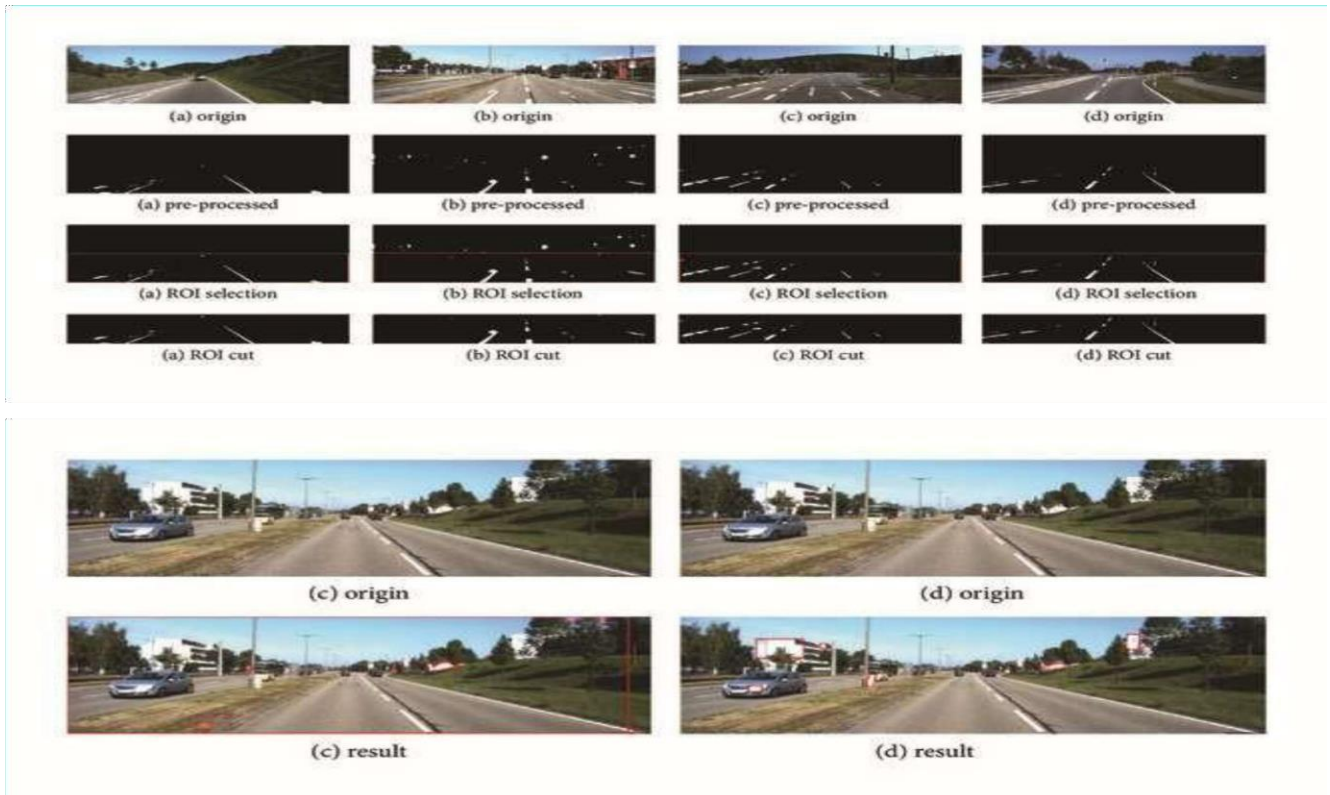 (a) origin (b) origin (c) origin (d) origin
(a) pre-processed (b) pre-processed (c) pre-processed (d) pre-processed
(a) ROI selection (b) ROI selection (c) ROI selection (d) ROI selection
(a) ROI cut (b) ROI cut (c) ROI cut (d) ROI cut
(c) origin (d) origin
(c) result (d) result